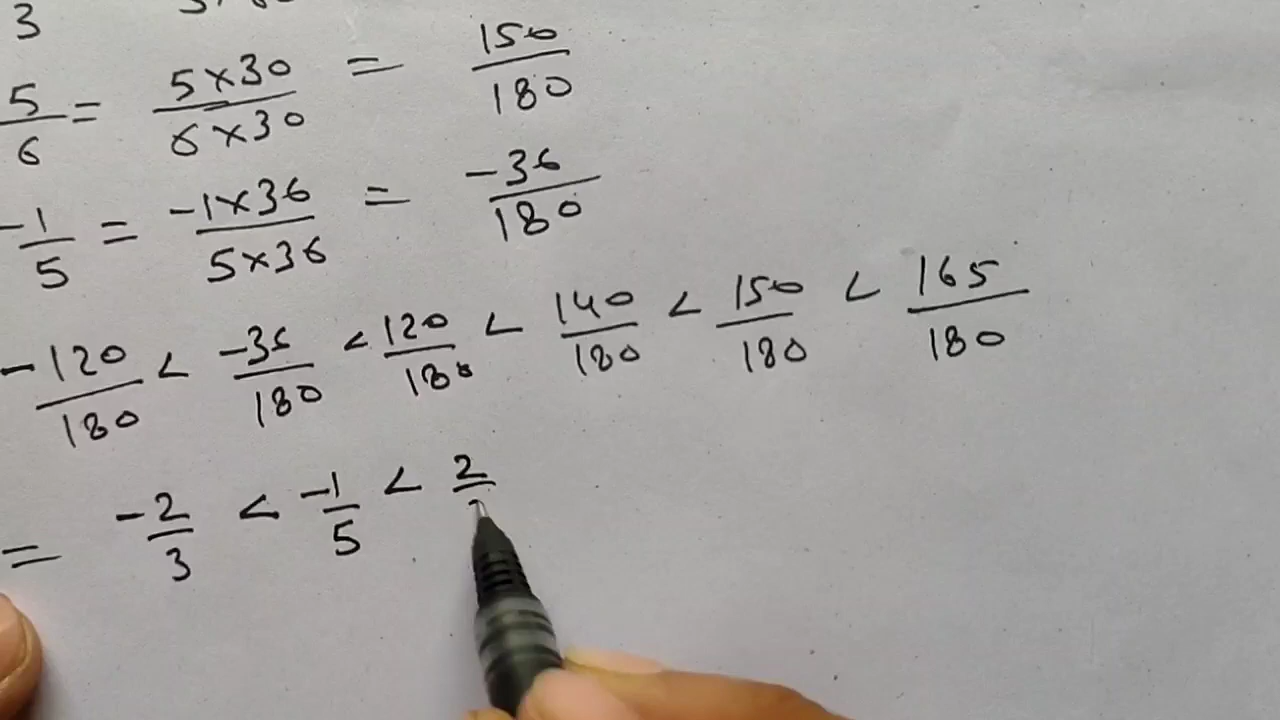 3
5/6 = 5×30/6×30 = 150/180
-1/5 = -1×36/5×36 = -36/180
-120/180 < -36/180 < 120/180 < 140/180 < 150/180 < 165/180
= -2/3 < -1/5 < 2/